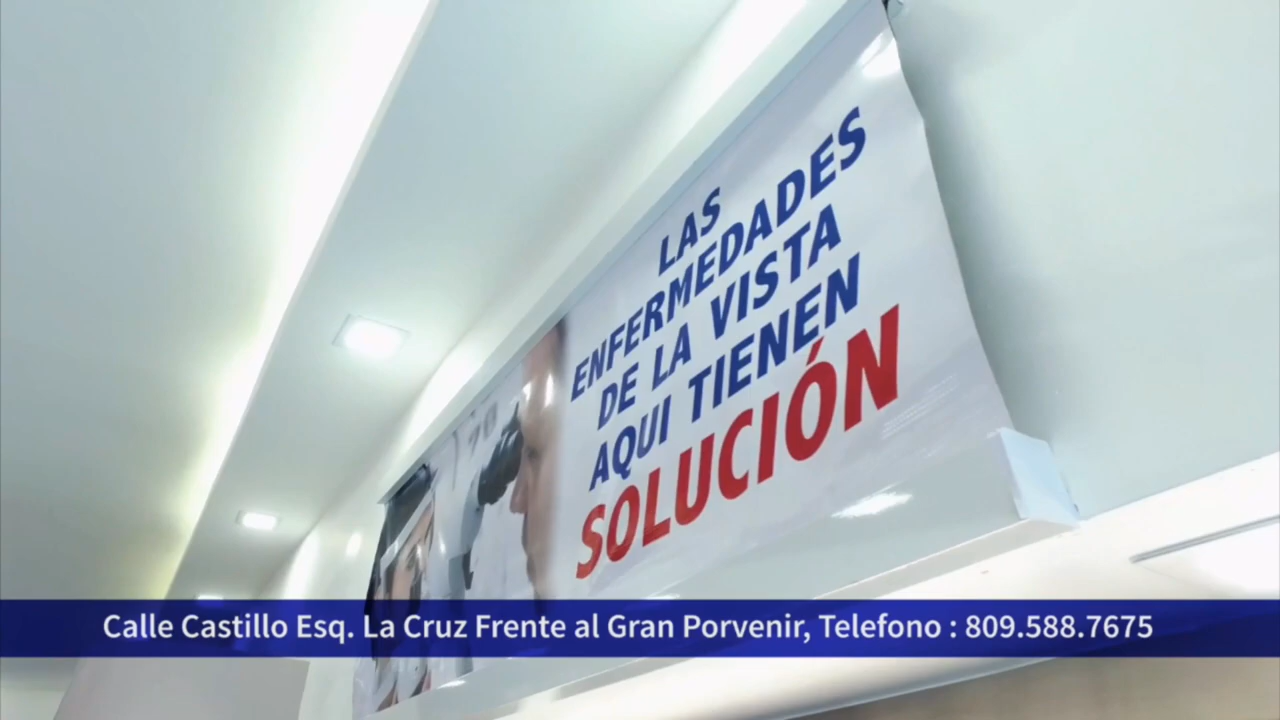 LAS
ENFERMEDADES
DE LA VISTA
AQUI TIENEN
SOLUCIÓN
Calle Castillo Esq. La Cruz Frente al Gran Porvenir, Telefono : 809.588.7675